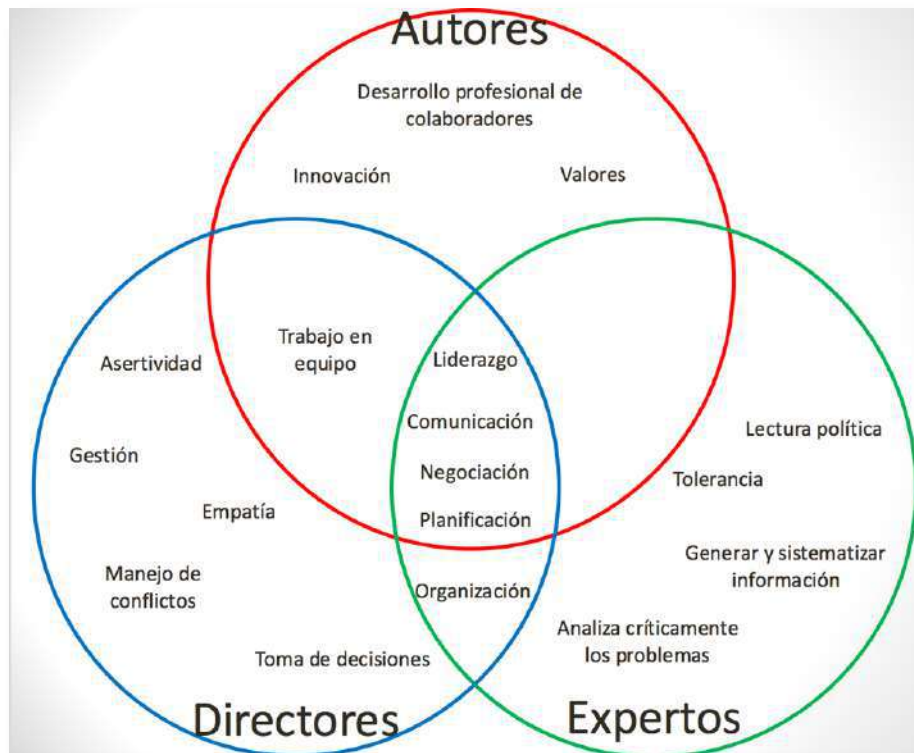 Autores
Desarrollo profesional de
colaboradores
Innovación
Valores
Trabajo en
equipo
Asertividad
Liderazgo
Comunicación
Lectura política
Gestión
Negociación
Tolerancia
Empatía
Planificación
Generar y sistematizar
información
Manejo de
conflictos
Organización
Analiza críticamente
los problemas
Toma de decisiones
Directores
Expertos